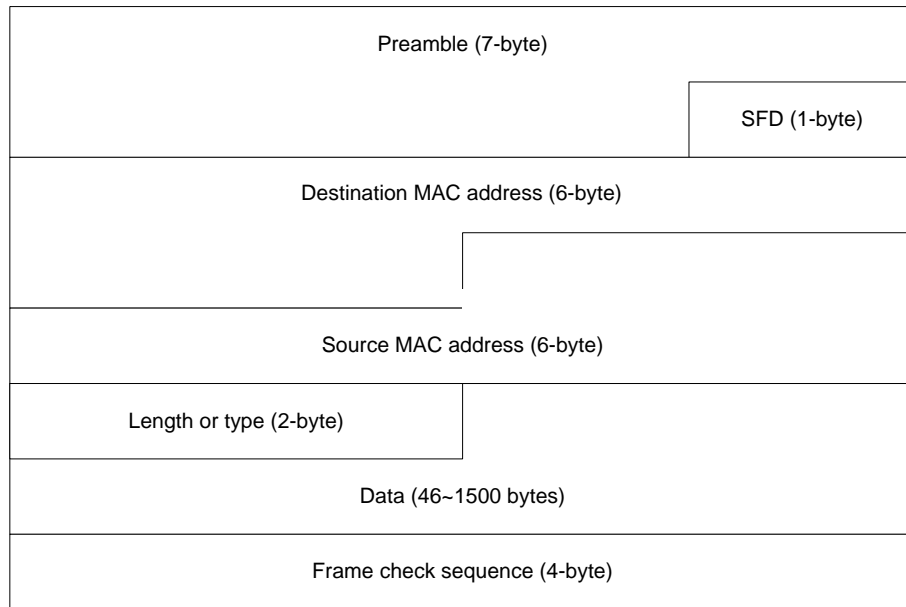 Preamble (7-byte)
SFD (1-byte)
Destination MAC address (6-byte)
Source MAC address (6-byte)
Length or type (2-byte)
Data (46~1500 bytes)
Frame check sequence (4-byte)